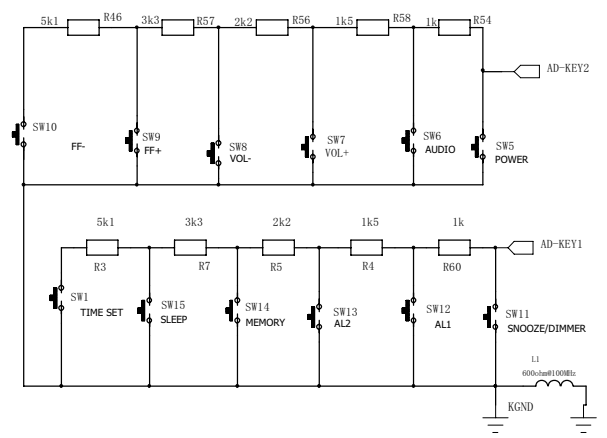 5k1 R46 3k3 R57 2k2 R56 1k5 R58 1k R54
AD-KEY2
SW10 FF-
SW9 FF+
SW8 VOL-
SW7 VOL+
SW6 AUDIO
SW5 POWER
5k1 3k3 2k2 1k5 1k
AD-KEY1
R3 R7 R5 R4 R60
SW1 TIME SET
SW15 SLEEP
SW14 MEMORY
SW13 AL2
SW12 AL1
SW11 SNOOZE/DIMMER
L1
600ohm@100MHz
KGND